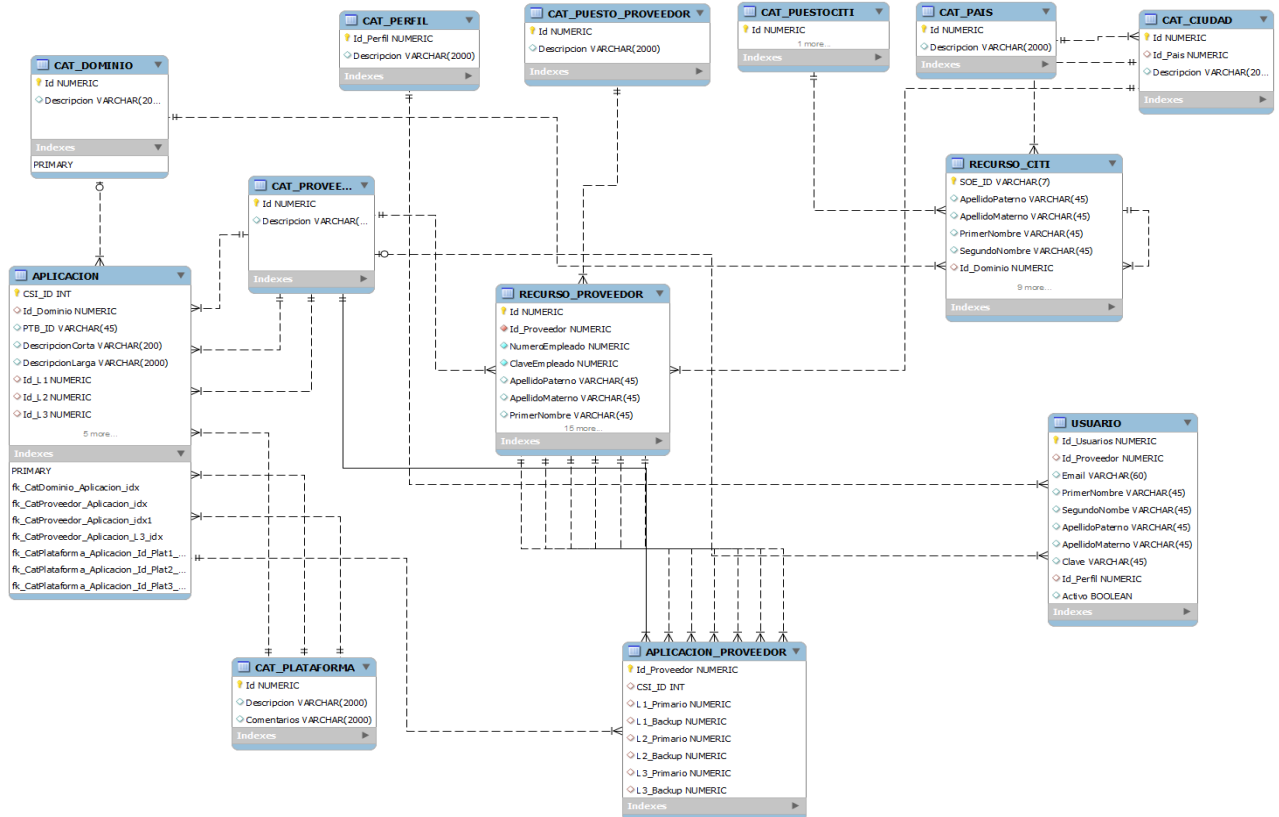 CAT_PERFIL
Id_Perfil NUMERIC
Descripcion VARCHAR(2000)
Indexes
CAT_PUESTO_PROVEEDOR
Id NUMERIC
Descripcion VARCHAR(2000)
Indexes
CAT_PUESTOCITI
Id NUMERIC
1 more...
Indexes
CAT_PAIS
Id NUMERIC
Descripcion VARCHAR(2000)
Indexes
CAT_CIUDAD
Id NUMERIC
Id_Pais NUMERIC
Descripcion VARCHAR(20...
Indexes
CAT_DOMINIO
Id NUMERIC
Descripcion VARCHAR(20...
Indexes
PRIMARY
CAT_PROVEE...
Id NUMERIC
Descripcion VARCHAR(...
Indexes
RECURSO_CITI
SOE_ID VARCHAR(7)
ApellidoPaterno VARCHAR(45)
ApellidoMaterno VARCHAR(45)
PrimerNombre VARCHAR(45)
SegundoNombre VARCHAR(45)
Id_Dominio NUMERIC
9 more...
Indexes
APLICACION
CSI_ID INT
Id_Dominio NUMERIC
PTB_ID VARCHAR(45)
DescripcionCorta VARCHAR(200)
DescripcionLarga VARCHAR(2000)
Id_L1 NUMERIC
Id_L2 NUMERIC
Id_L3 NUMERIC
5 more...
Indexes
PRIMARY
fk_CatDominio_Aplicacion_idx
fk_CatProveedor_Aplicacion_idx
fk_CatProveedor_Aplicacion_idx1
fk_CatProveedor_Aplicacion_L3_idx
fk_CatPlataforma_Aplicacion_Id_Plat1_...
fk_CatPlataforma_Aplicacion_Id_Plat2_...
fk_CatPlataforma_Aplicacion_Id_Plat3_...
RECURSO_PROVEEDOR
Id NUMERIC
Id_Proveedor NUMERIC
NumeroEmpleado NUMERIC
ClaveEmpleado NUMERIC
ApellidoPaterno VARCHAR(45)
ApellidoMaterno VARCHAR(45)
PrimerNombre VARCHAR(45)
15 more...
Indexes
USUARIO
Id_Usuarios NUMERIC
Id_Proveedor NUMERIC
Email VARCHAR(60)
PrimerNombre VARCHAR(45)
SegundoNombe VARCHAR(45)
ApellidoPaterno VARCHAR(45)
ApellidoMaterno VARCHAR(45)
Clave VARCHAR(45)
Id_Perfil NUMERIC
Activo BOOLEAN
Indexes
CAT_PLATAFORMA
Id NUMERIC
Descripcion VARCHAR(2000)
Comentarios VARCHAR(2000)
Indexes
APLICACION_PROVEEDOR
Id_Proveedor NUMERIC
CSI_ID INT
L1_Primario NUMERIC
L1_Backup NUMERIC
L2_Primario NUMERIC
L2_Backup NUMERIC
L3_Primario NUMERIC
L3_Backup NUMERIC
Indexes